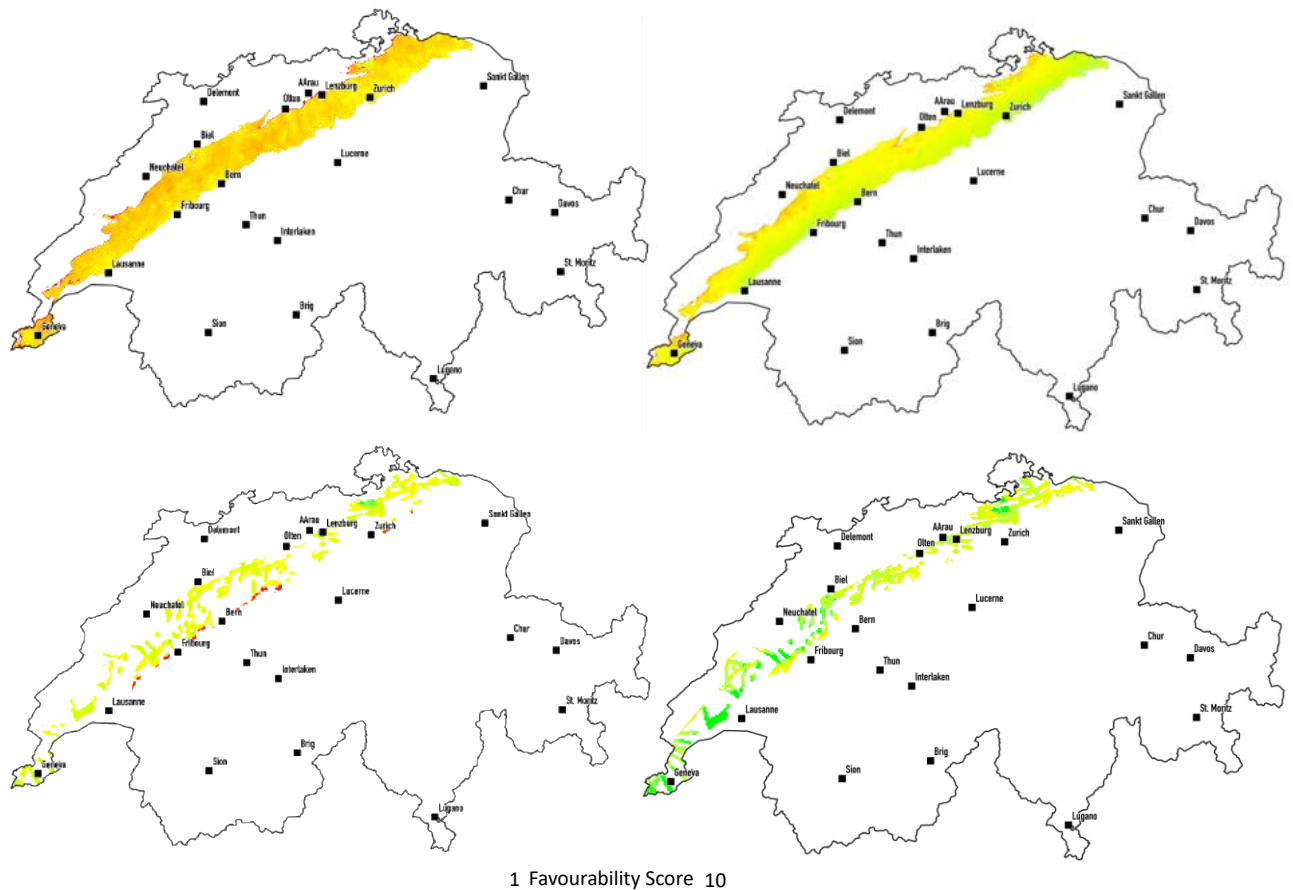 Sankt Gallen
AArau
Lenzburg
Delemont
Olten
Zurich
Biel
Lucerne
Neuchatel
Bern
Chur
Davos
Fribourg
Thun
Interlaken
Lausanne
St. Moritz
Brig
Sion
Geneva
Lugano
Sankt Gallen
AArau
Lenzburg
Delemont
Olten
Zurich
Biel
Lucerne
Neuchatel
Bern
Chur
Davos
Fribourg
Thun
Interlaken
Lausanne
St. Moritz
Brig
Sion
Geneva
Lugano
Sankt Gallen
AArau
Lenzburg
Delemont
Olten
Zurich
Biel
Lucerne
Neuchatel
Bern
Chur
Davos
Fribourg
Thun
Interlaken
Lausanne
St. Moritz
Brig
Sion
Geneva
Lugano
Sankt Gallen
AArau
Lenzburg
Delemont
Olten
Zurich
Biel
Lucerne
Neuchatel
Bern
Chur
Davos
Fribourg
Thun
Interlaken
Lausanne
St. Moritz
Brig
Sion
Geneva
Lugano
1 Favourability Score 10